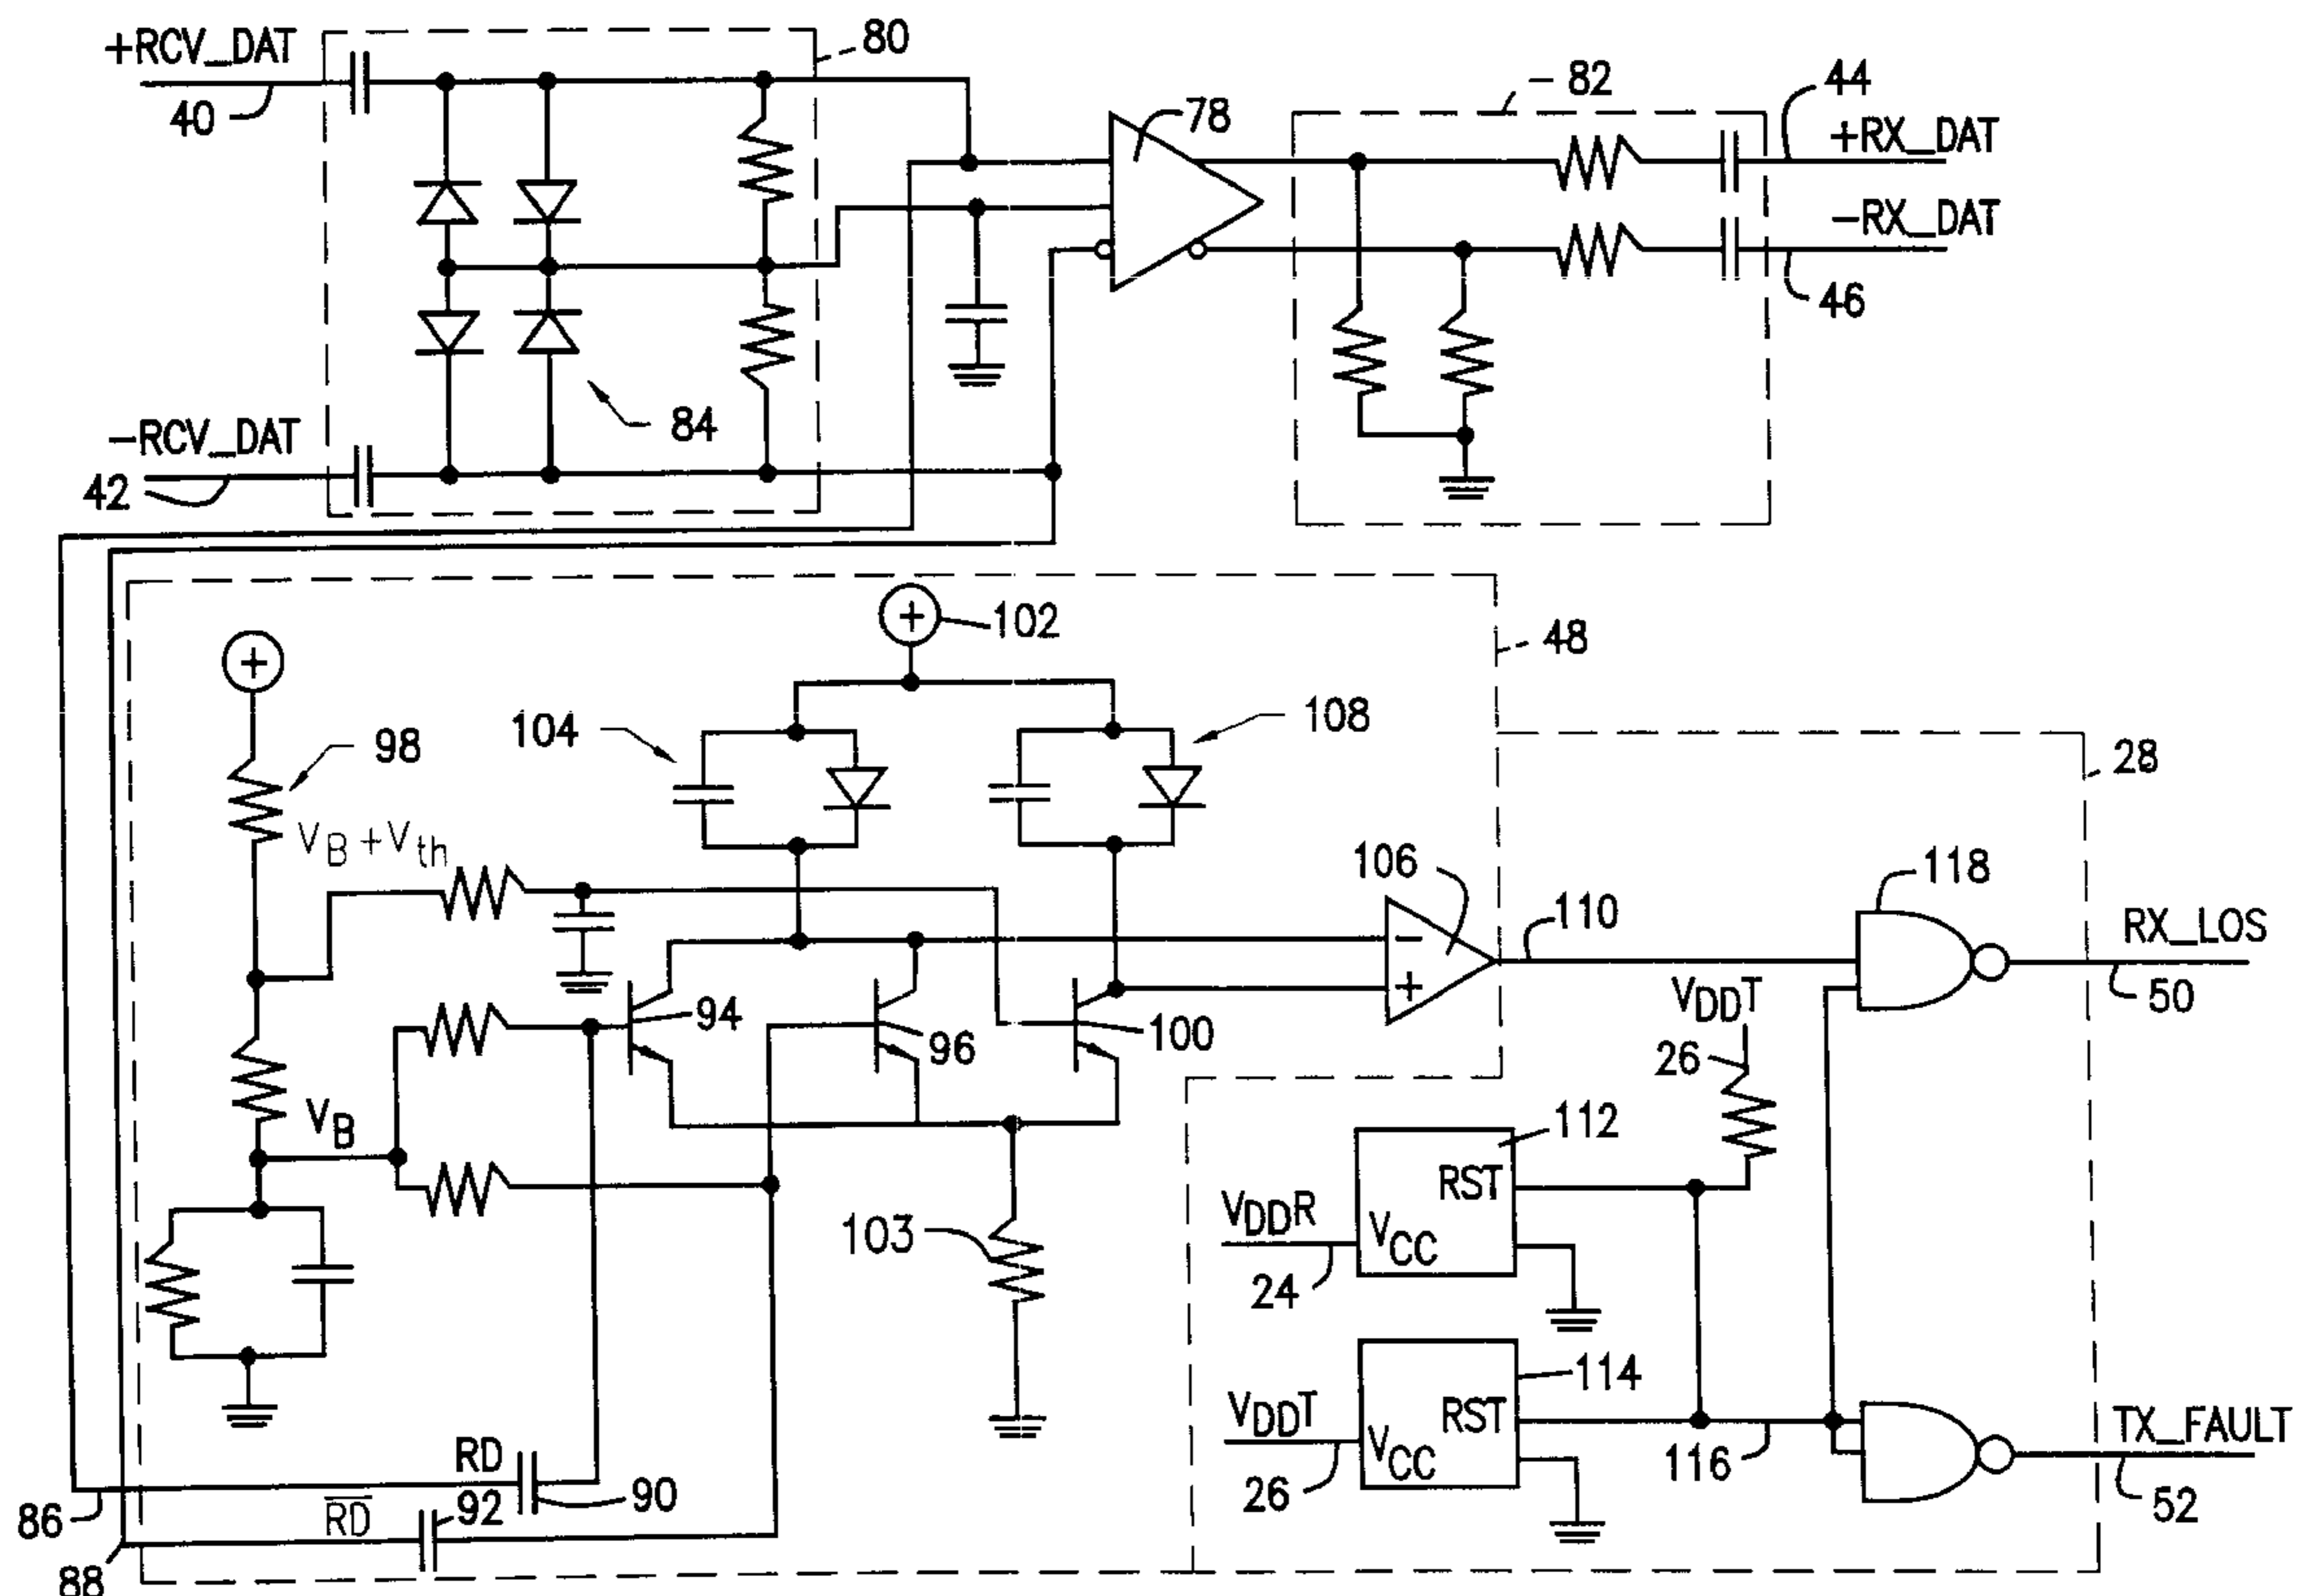 +RCV_DAT
80
40
78
82
44
+RX_DAT
-RX_DAT
46
84
-RCV_DAT
42
102
48
98
104
108
28
VB+Vth
106
118
110
RX_LOS
50
94
96
100
VDDT
26
VB
112
RST
VDDR
VCC
24
103
114
VDDT
RST
VCC
26
116
TX_FAULT
52
RD
90
86
RD
92
88